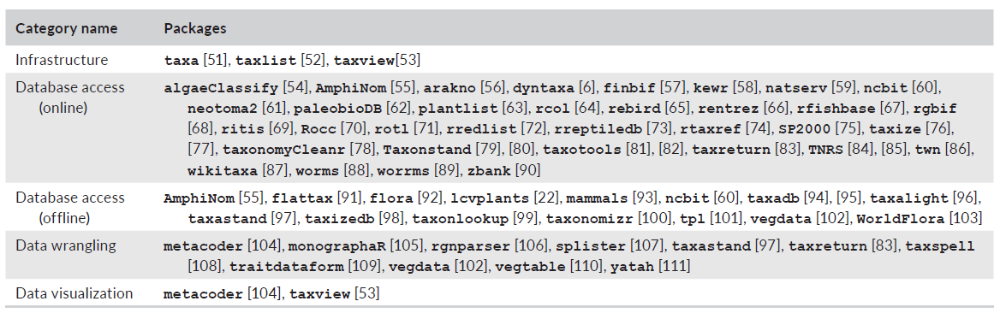 Category name Packages
Infrastructure taxa [51], taxlist [52], taxview[53]
Database access algaeClassify [54], AmphiNom [55], arakno [56], dyntaxa [6], finbif [57], kewr [58], natserv [59], ncbit [60],
(online) neotoma2 [61], paleobioDB [62], plantlist [63], rcol [64], rebird [65], rentrez [66], rfishbase [67], rgbif
[68], ritis [69], Rocc [70], rotl [71], rredlist [72], rreptiledb [73], rtaxref [74], SP2000 [75], taxize [76],
[77], taxonomyCleanr [78], Taxonstand [79], [80], taxotools [81], [82], taxreturn [83], TNRS [84], [85], twn [86],
wikitaxa [87], worms [88], worrms [89], zbank [90]
Database access AmphiNom [55], flattax [91], flora [92], lcvplants [22], mammals [93], ncbit [60], taxadb [94], [95], taxalight [96],
(offline) taxastand [97], taxizedb [98], taxonlookup [99], taxonomizr [100], tpl [101], vegdata [102], WorldFlora [103]
Data wrangling metacoder [104], monographaR [105], rgnparser [106], splister [107], taxastand [97], taxreturn [83], taxspell
[108], traitdataform [109], vegdata [102], vegtable [110], yatah [111]
Data visualization metacoder [104], taxview [53]